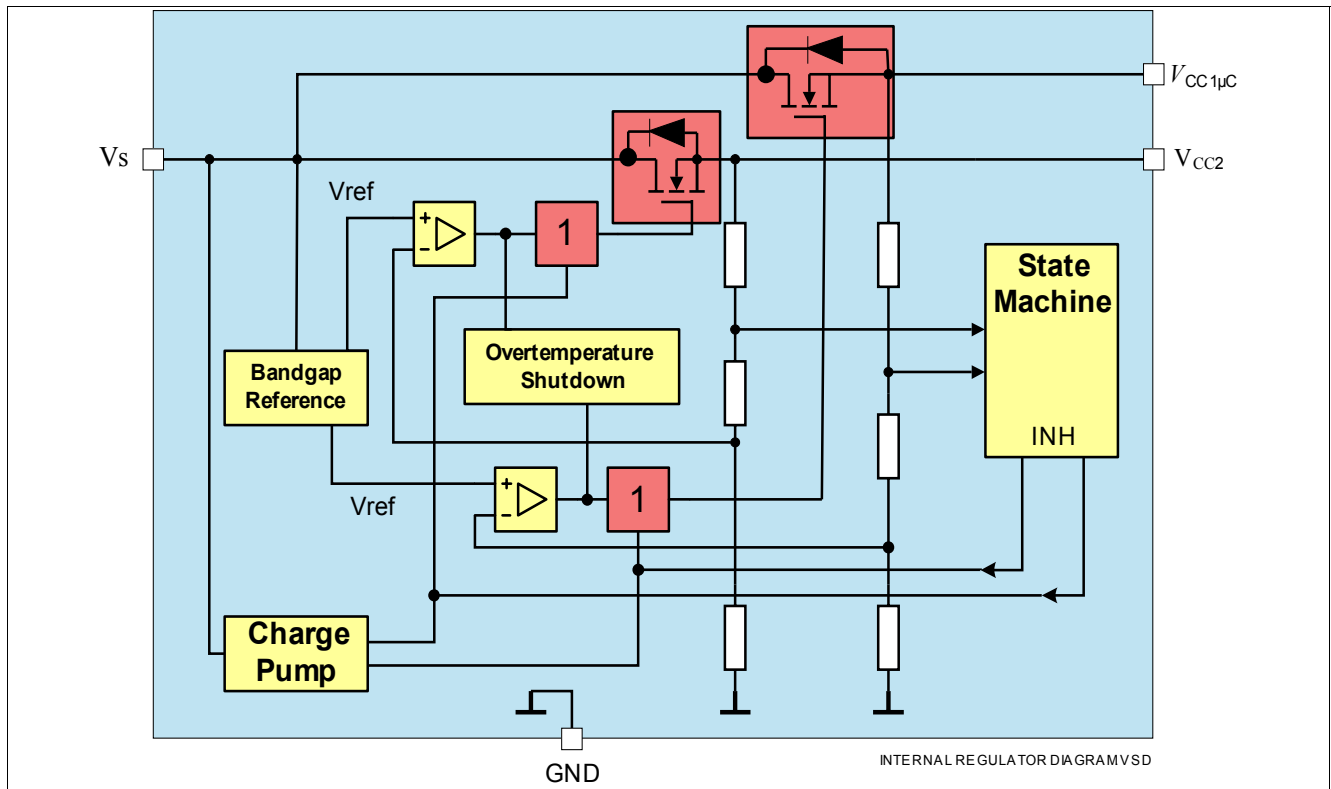 VCC1µC
Vs
VCC2
Vref
+
-
1
State
Machine
Overtemperature
Shutdown
Bandgap
Reference
INH
+
-
1
Vref
Charge
Pump
INTERNAL REGULATOR DIAGRAM VSD
GND